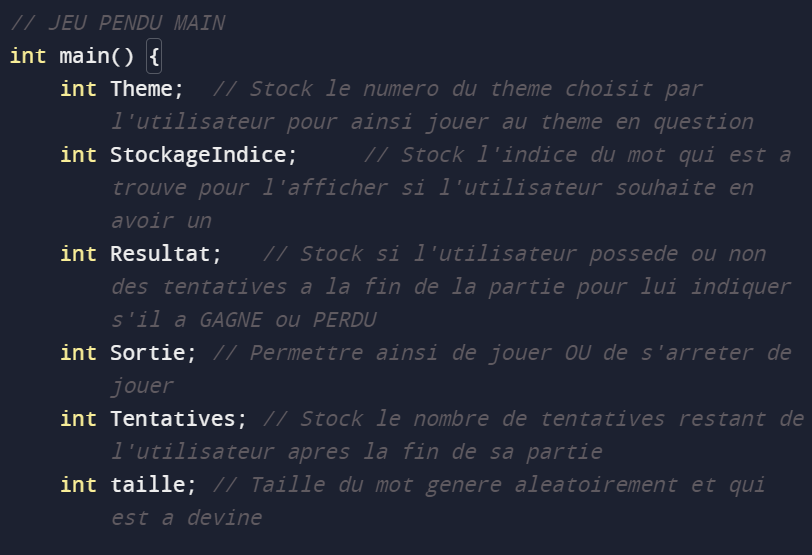 // JEU PENDU MAIN
int main() {
int Theme; // Stock le numero du theme choisit par
l'utilisateur pour ainsi jouer au theme en question
int StockageIndice; // Stock l'indice du mot qui est a
trouve pour l'afficher si l'utilisateur souhaite en
avoir un
int Resultat; // Stock si l'utilisateur possede ou non
des tentatives a la fin de la partie pour lui indiquer
s'il a GAGNE ou PERDU
int Sortie; // Permettre ainsi de jouer OU de s'arreter de
jouer
int Tentatives; // Stock le nombre de tentatives restant de
l'utilisateur apres la fin de sa partie
int taille; // Taille du mot genere aleatoirement et qui
est a devine